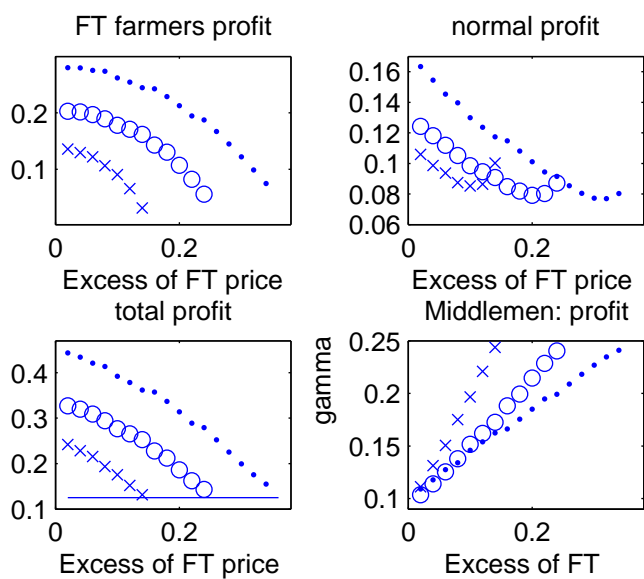 FT farmers profit
0.2
0.1
0
0.2
Excess of FT price
normal profit
0.16
0.14
0.12
0.1
0.08
0.06
0
0.2
Excess of FT price
total profit
0.4
0.3
0.2
0.1
0
0.2
Excess of FT price
Middlemen: profit
gamma
0.25
0.2
0.15
0.1
0
0.2
Excess of FT